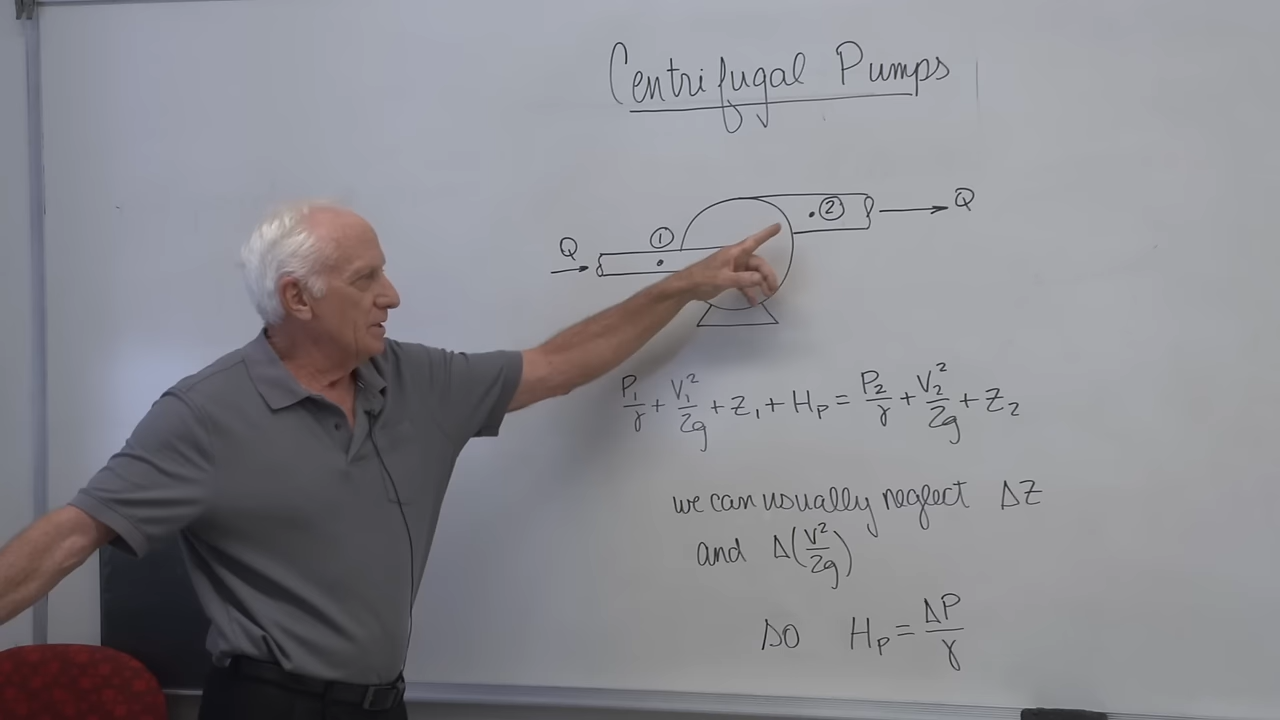 Centrifugal Pumps
Q → ① ② → Q
P₁/γ + V₁²/2g + Z₁ + Hₚ = P₂/γ + V₂²/2g + Z₂
we can usually neglect ΔZ
and Δ(V²/2g)
so Hₚ = ΔP/γ